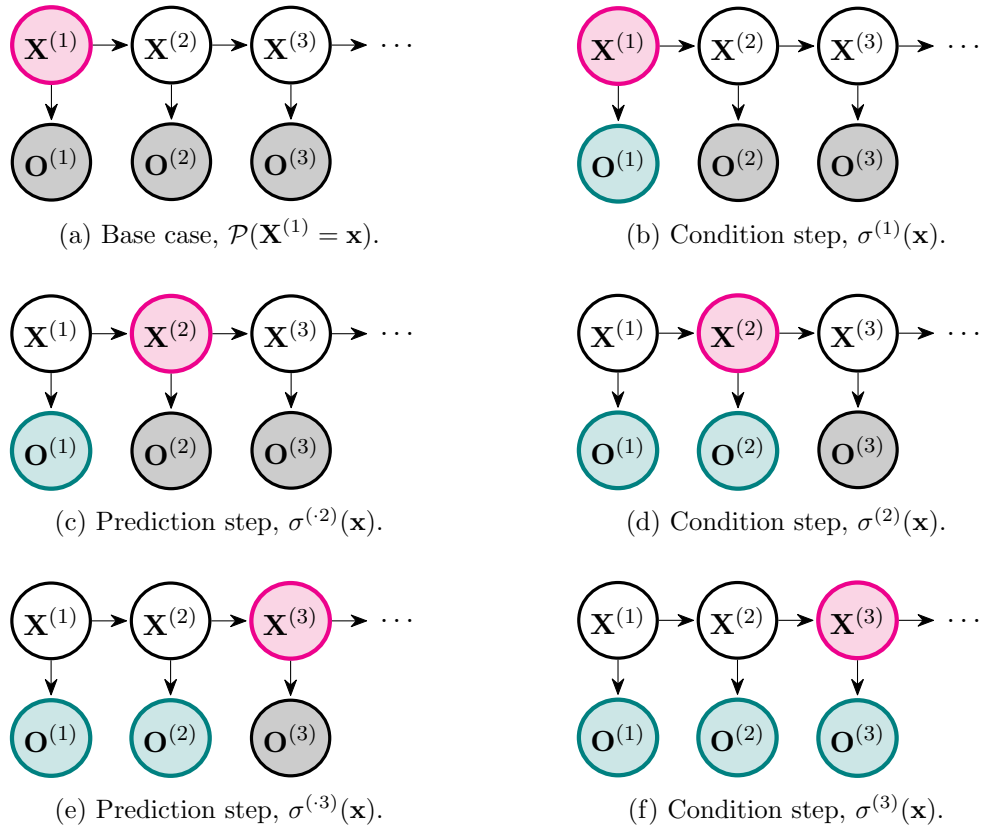 X^(1) X^(2) X^(3) ⋯ X^(1) X^(2) X^(3) ⋯
O^(1) O^(2) O^(3) O^(1) O^(2) O^(3)
(a) Base case, 𝒫(X^(1) = x). (b) Condition step, σ^(1)(x).
X^(1) X^(2) X^(3) ⋯ X^(1) X^(2) X^(3) ⋯
O^(1) O^(2) O^(3) O^(1) O^(2) O^(3)
(c) Prediction step, σ^(·2)(x). (d) Condition step, σ^(2)(x).
X^(1) X^(2) X^(3) ⋯ X^(1) X^(2) X^(3) ⋯
O^(1) O^(2) O^(3) O^(1) O^(2) O^(3)
(e) Prediction step, σ^(·3)(x). (f) Condition step, σ^(3)(x).